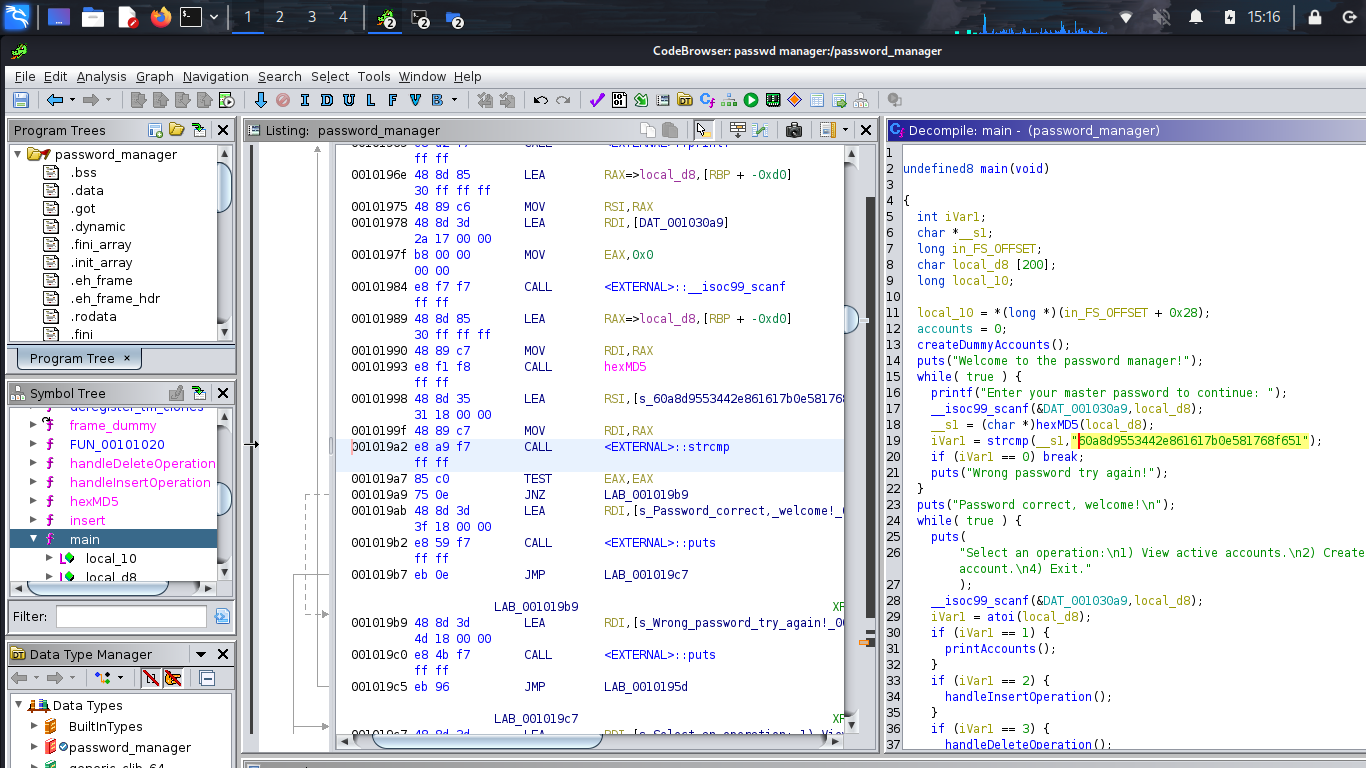 1 2 3 4 2 2 2 15:16
CodeBrowser: passwd manager:/password_manager
File Edit Analysis Graph Navigation Search Select Tools Window Help
I D U L F V B
Program Trees
password_manager
.bss
.data
.got
.dynamic
.fini_array
.init_array
.eh_frame
.eh_frame_hdr
.rodata
.fini
Program Tree ×
Symbol Tree
frame_dummy
FUN_00101020
handleDeleteOperation
handleInsertOperation
hexMD5
insert
main
local_10
local_d8
Filter:
Data Type Manager
Data Types
BuiltInTypes
password_manager
Listing: password_manager
ff ff
0010196e 48 8d 85 LEA RAX=>local_d8,[RBP + -0xd0]
30 ff ff ff
00101975 48 89 c6 MOV RSI,RAX
00101978 48 8d 3d LEA RDI,[DAT_001030a9]
2a 17 00 00
0010197f b8 00 00 MOV EAX,0x0
00 00
00101984 e8 f7 f7 CALL <EXTERNAL>::__isoc99_scanf
ff ff
00101989 48 8d 85 LEA RAX=>local_d8,[RBP + -0xd0]
30 ff ff ff
00101990 48 89 c7 MOV RDI,RAX
00101993 e8 f1 f8 CALL hexMD5
ff ff
00101998 48 8d 35 LEA RSI,[s_60a8d9553442e861617b0e581768
31 18 00 00
0010199f 48 89 c7 MOV RDI,RAX
001019a2 e8 a9 f7 CALL <EXTERNAL>::strcmp
ff ff
001019a7 85 c0 TEST EAX,EAX
001019a9 75 0e JNZ LAB_001019b9
001019ab 48 8d 3d LEA RDI,[s_Password_correct,_welcome!_
3f 18 00 00
001019b2 e8 59 f7 CALL <EXTERNAL>::puts
ff ff
001019b7 eb 0e JMP LAB_001019c7
LAB_001019b9
001019b9 48 8d 3d LEA RDI,[s_Wrong_password_try_again!_00
4d 18 00 00
001019c0 e8 4b f7 CALL <EXTERNAL>::puts
ff ff
001019c5 eb 96 JMP LAB_0010195d
LAB_001019c7
Decompile: main - (password_manager)
1
2 undefined8 main(void)
3
4 {
5 int iVar1;
6 char *__s1;
7 long in_FS_OFFSET;
8 char local_d8 [200];
9 long local_10;
10
11 local_10 = *(long *)(in_FS_OFFSET + 0x28);
12 accounts = 0;
13 createDummyAccounts();
14 puts("Welcome to the password manager!");
15 while( true ) {
16 printf("Enter your master password to continue: ");
17 __isoc99_scanf(&DAT_001030a9,local_d8);
18 __s1 = (char *)hexMD5(local_d8);
19 iVar1 = strcmp(__s1,"60a8d9553442e861617b0e581768f651");
20 if (iVar1 == 0) break;
21 puts("Wrong password try again!");
22 }
23 puts("Password correct, welcome!\n");
24 while( true ) {
25 puts(
26 "Select an operation:\n1) View active accounts.\n2) Create
account.\n4) Exit."
27 );
28 __isoc99_scanf(&DAT_001030a9,local_d8);
29 iVar1 = atoi(local_d8);
30 if (iVar1 == 1) {
31 printAccounts();
32 }
33 if (iVar1 == 2) {
34 handleInsertOperation();
35 }
36 if (iVar1 == 3) {
37 handleDeleteOperation();